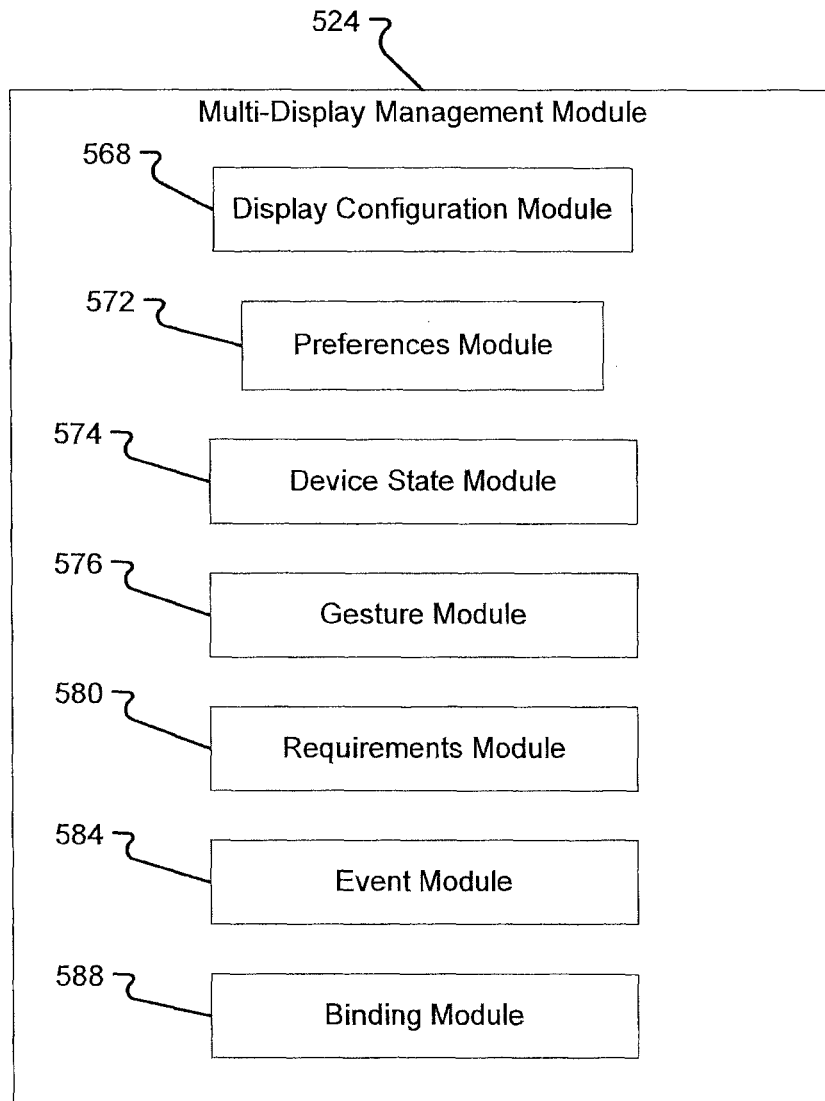 524
Multi-Display Management Module
568
Display Configuration Module
572
Preferences Module
574
Device State Module
576
Gesture Module
580
Requirements Module
584
Event Module
588
Binding Module